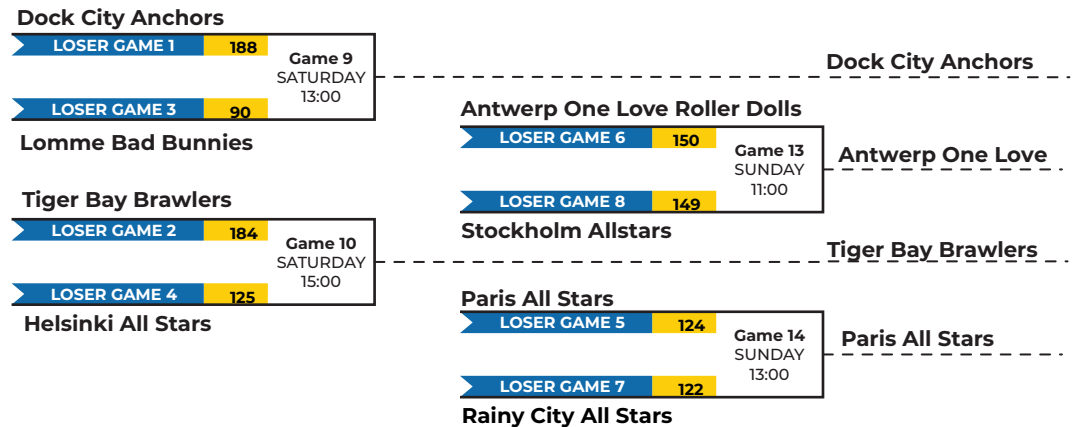 Dock City Anchors
LOSER GAME 1 188
Game 9
SATURDAY
13:00
LOSER GAME 3 90
Lomme Bad Bunnies
Dock City Anchors
Antwerp One Love Roller Dolls
LOSER GAME 6 150
Game 13
SUNDAY
11:00
LOSER GAME 8 149
Stockholm Allstars
Antwerp One Love
Tiger Bay Brawlers
LOSER GAME 2 184
Game 10
SATURDAY
15:00
LOSER GAME 4 125
Helsinki All Stars
Tiger Bay Brawlers
Paris All Stars
LOSER GAME 5 124
Game 14
SUNDAY
13:00
LOSER GAME 7 122
Rainy City All Stars
Paris All Stars